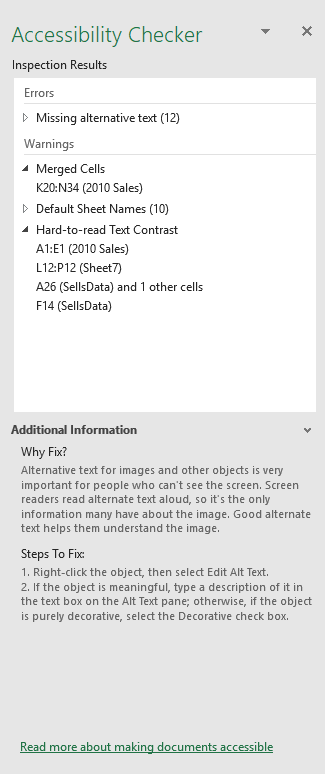 Accessibility Checker
Inspection Results
Errors
Missing alternative text (12)
Warnings
Merged Cells
K20:N34 (2010 Sales)
Default Sheet Names (10)
Hard-to-read Text Contrast
A1:E1 (2010 Sales)
L12:P12 (Sheet7)
A26 (SellsData) and 1 other cells
F14 (SellsData)
Additional Information
Why Fix?
Alternative text for images and other objects is very
important for people who can't see the screen. Screen
readers read alternate text aloud, so it's the only
information many have about the image. Good alternate
text helps them understand the image.
Steps To Fix:
1. Right-click the object, then select Edit Alt Text.
2. If the object is meaningful, type a description of it in
the text box on the Alt Text pane; otherwise, if the object
is purely decorative, select the Decorative check box.
Read more about making documents accessible